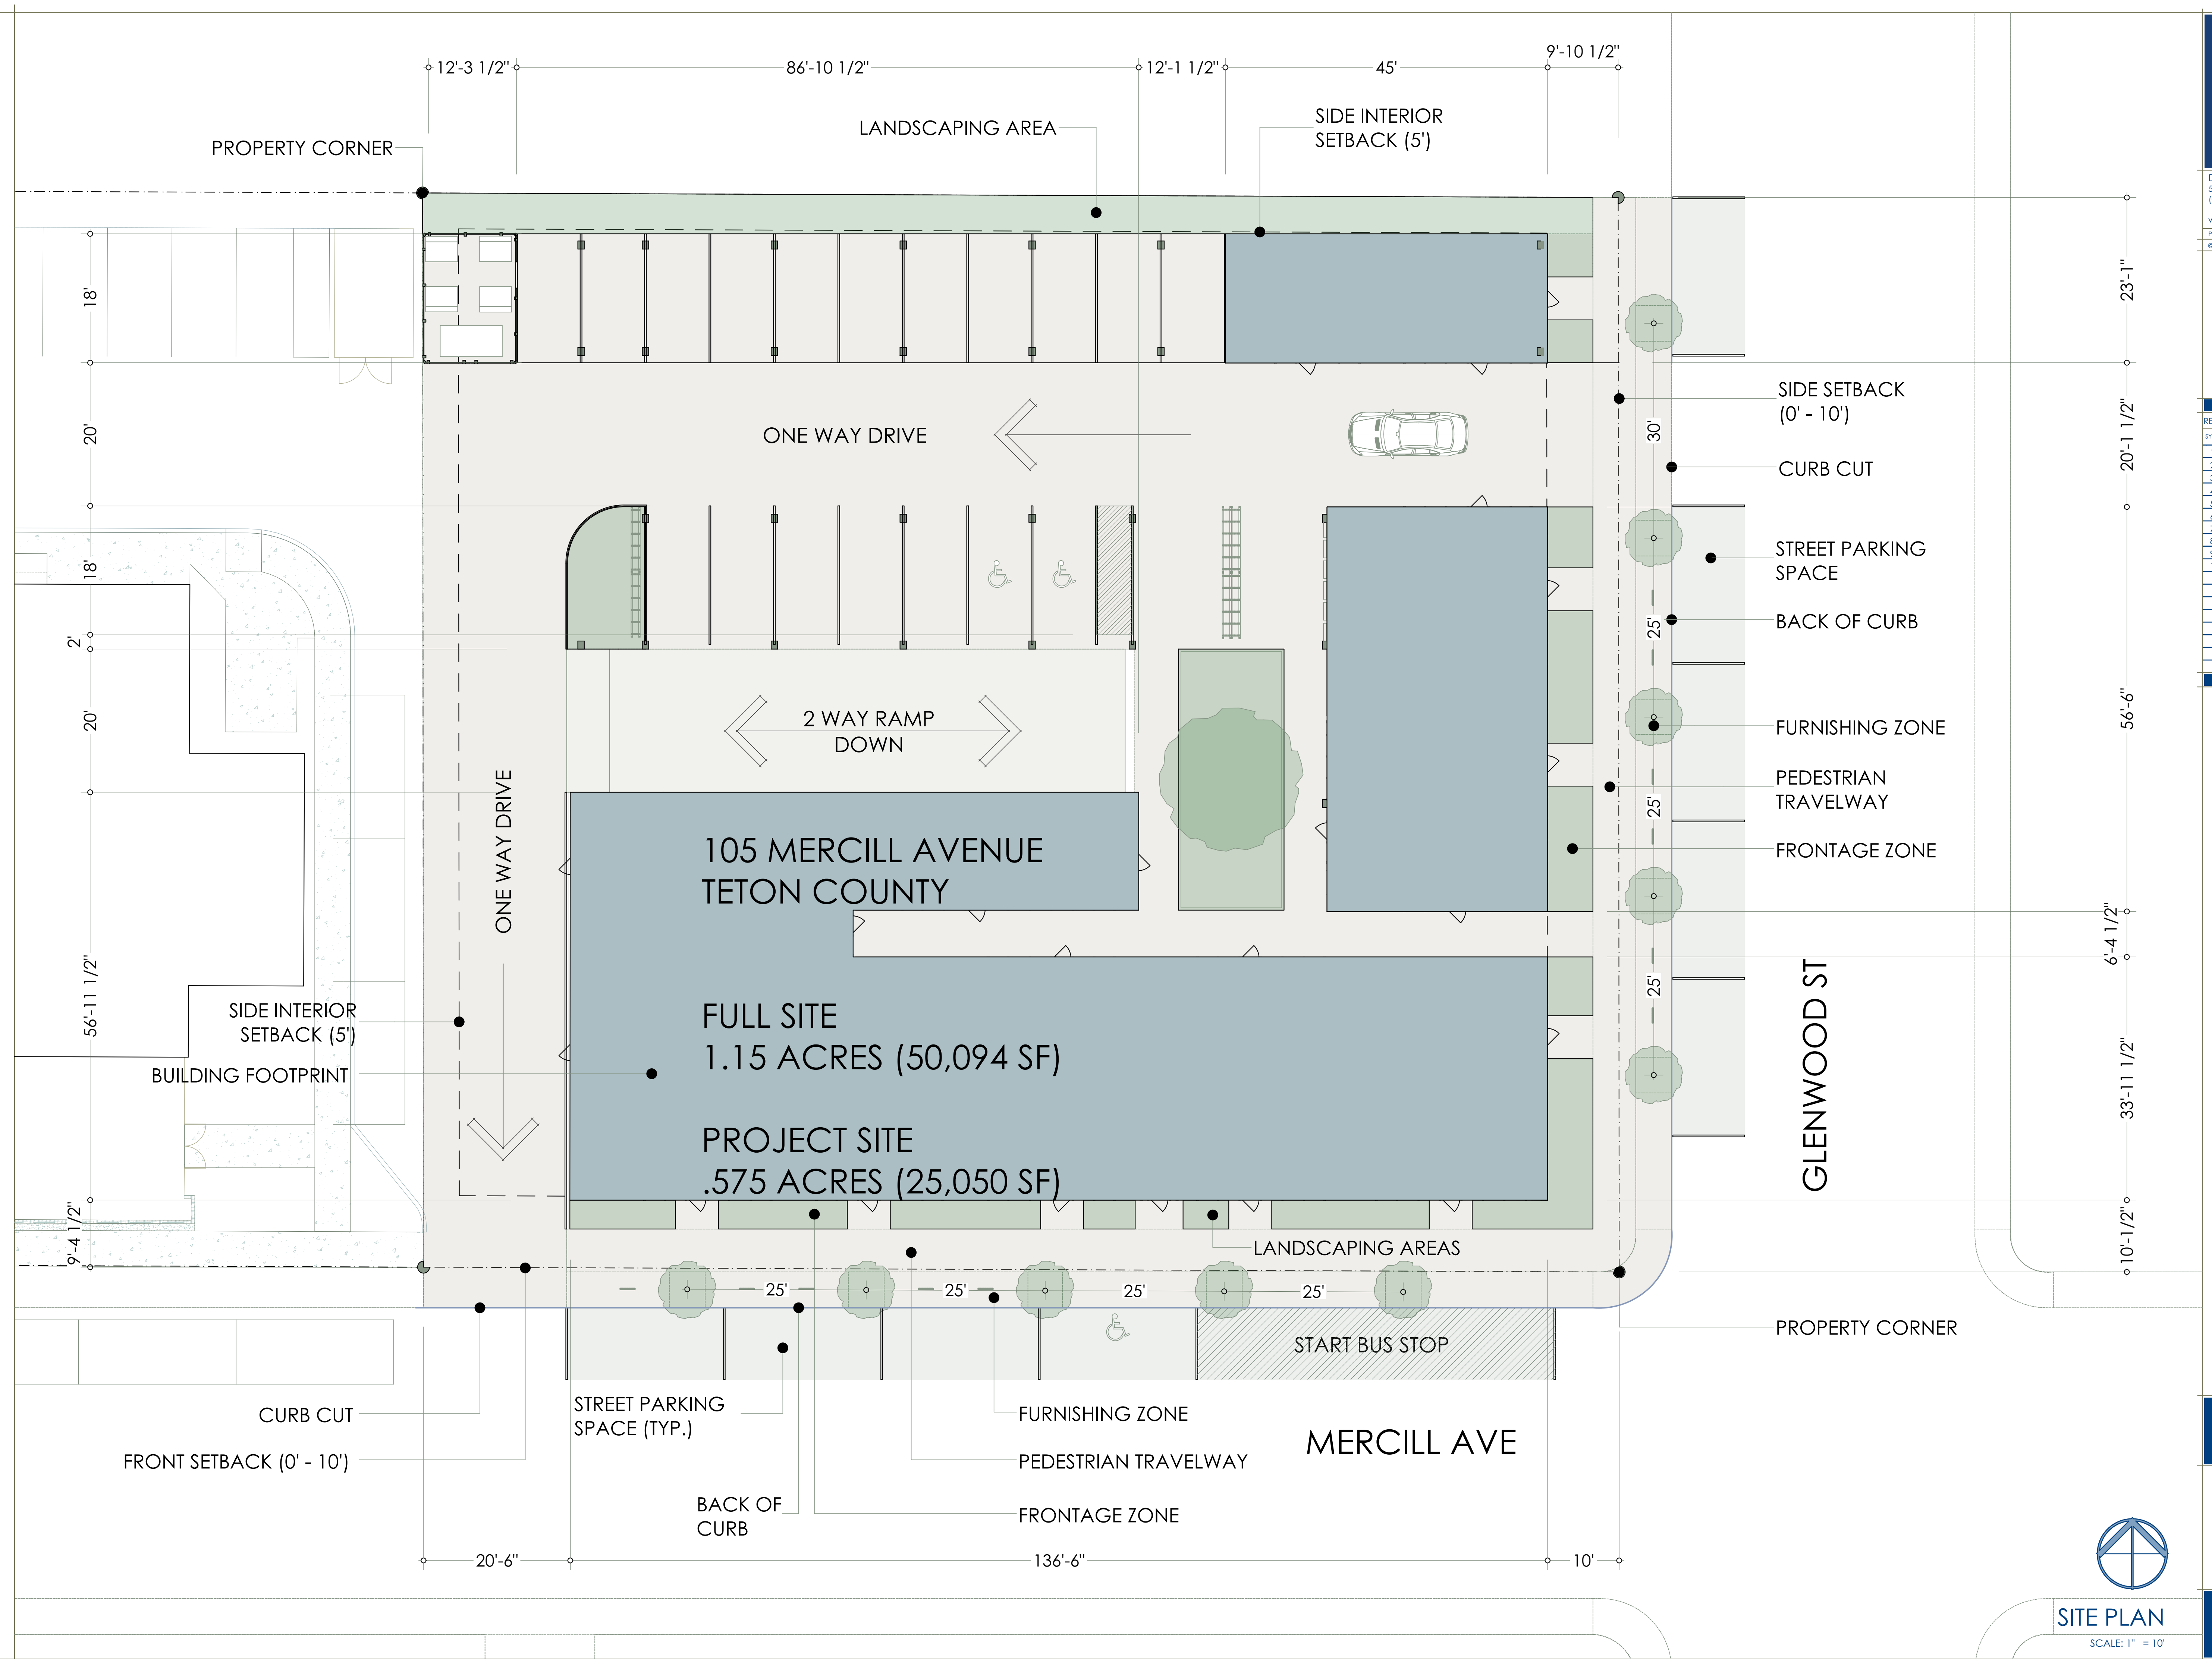 9'-10 1/2"
12'-3 1/2"
86'-10 1/2"
12'-1 1/2"
45'
LANDSCAPING AREA
SIDE INTERIOR
SETBACK (5')
PROPERTY CORNER
18'
23'-1"
SIDE SETBACK
(0' - 10')
20'
ONE WAY DRIVE
30'
20'-1 1/2"
CURB CUT
STREET PARKING
SPACE
18'
BACK OF CURB
2'
25'
20'
2 WAY RAMP
DOWN
56'-6"
FURNISHING ZONE
PEDESTRIAN
TRAVELWAY
25'
ONE WAY DRIVE
105 MERCILL AVENUE
TETON COUNTY
FRONTAGE ZONE
6'-4 1/2"
25'
56'-11 1/2"
SIDE INTERIOR
SETBACK (5')
FULL SITE
1.15 ACRES (50,094 SF)
GLENWOOD ST
BUILDING FOOTPRINT
33'-11 1/2"
PROJECT SITE
.575 ACRES (25,050 SF)
9'-4 1/2"
10'-1/2"
LANDSCAPING AREAS
25'
25'
25'
25'
START BUS STOP
PROPERTY CORNER
CURB CUT
STREET PARKING
SPACE (TYP.)
FURNISHING ZONE
MERCILL AVE
FRONT SETBACK (0' - 10')
PEDESTRIAN TRAVELWAY
BACK OF
CURB
FRONTAGE ZONE
20'-6"
136'-6"
10'
SITE PLAN
SCALE: 1" = 10'